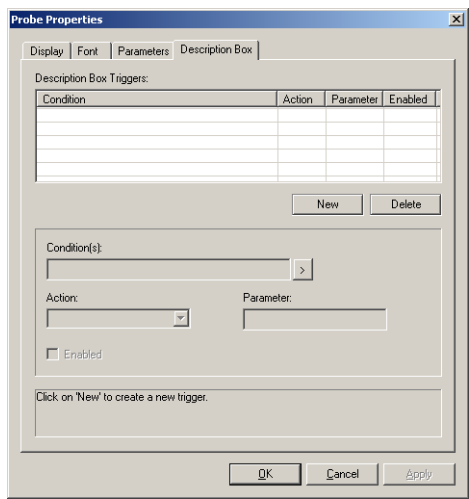 Probe Properties
Display Font Parameters Description Box
Description Box Triggers:
Condition Action Parameter Enabled
New Delete
Condition(s):
>
Action: Parameter:
Enabled
Click on 'New' to create a new trigger.
OK Cancel Apply